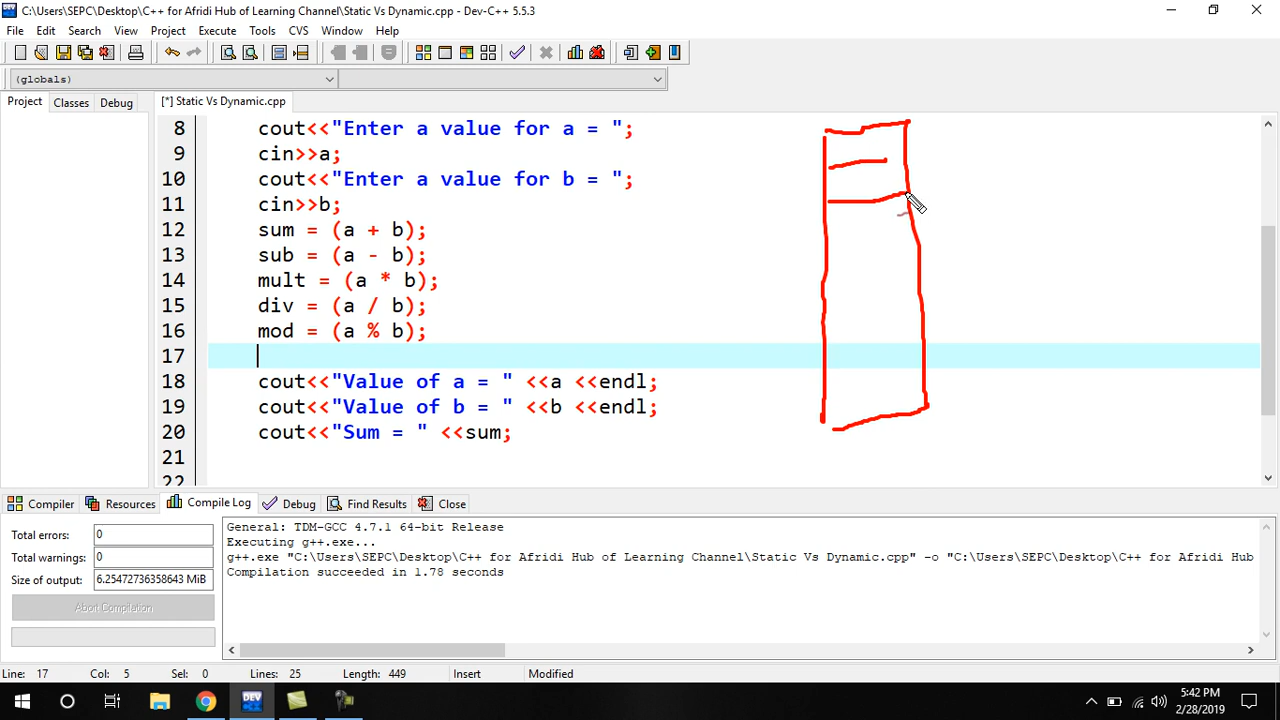 C:\Users\SEPC\Desktop\C++ for Afridi Hub of Learning Channel\Static Vs Dynamic.cpp - Dev-C++ 5.5.3
File Edit Search View Project Execute Tools CVS Window Help
(globals)
Project Classes Debug [*] Static Vs Dynamic.cpp
8 cout<<"Enter a value for a = ";
9 cin>>a;
10 cout<<"Enter a value for b = ";
11 cin>>b;
12 sum = (a + b);
13 sub = (a - b);
14 mult = (a * b);
15 div = (a / b);
16 mod = (a % b);
17
18 cout<<"Value of a = " <<a <<endl;
19 cout<<"Value of b = " <<b <<endl;
20 cout<<"Sum = " <<sum;
21
22
Compiler Resources Compile Log Debug Find Results Close
Total errors: 0
Total warnings: 0
Size of output: 6.25472736358643 MiB
Abort Compilation
General: TDM-GCC 4.7.1 64-bit Release
Executing g++.exe...
g++.exe "C:\Users\SEPC\Desktop\C++ for Afridi Hub of Learning Channel\Static Vs Dynamic.cpp" -o "C:\Users\SEPC\Desktop\C++ for Afridi Hub
Compilation succeeded in 1.78 seconds
Line: 17 Col: 5 Sel: 0 Lines: 25 Length: 449 Insert Modified
DEV
5:42 PM
2/28/2019